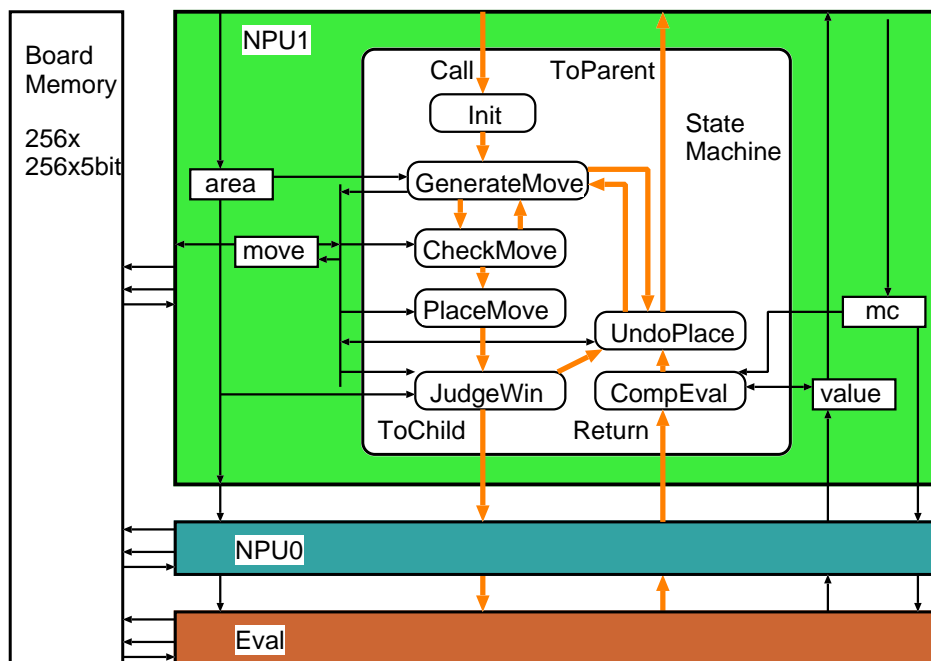 Board
Memory
256x
256x5bit
NPU1
Call
ToParent
Init
State
Machine
area
GenerateMove
move
CheckMove
PlaceMove
mc
UndoPlace
JudgeWin
CompEval
value
ToChild
Return
NPU0
Eval